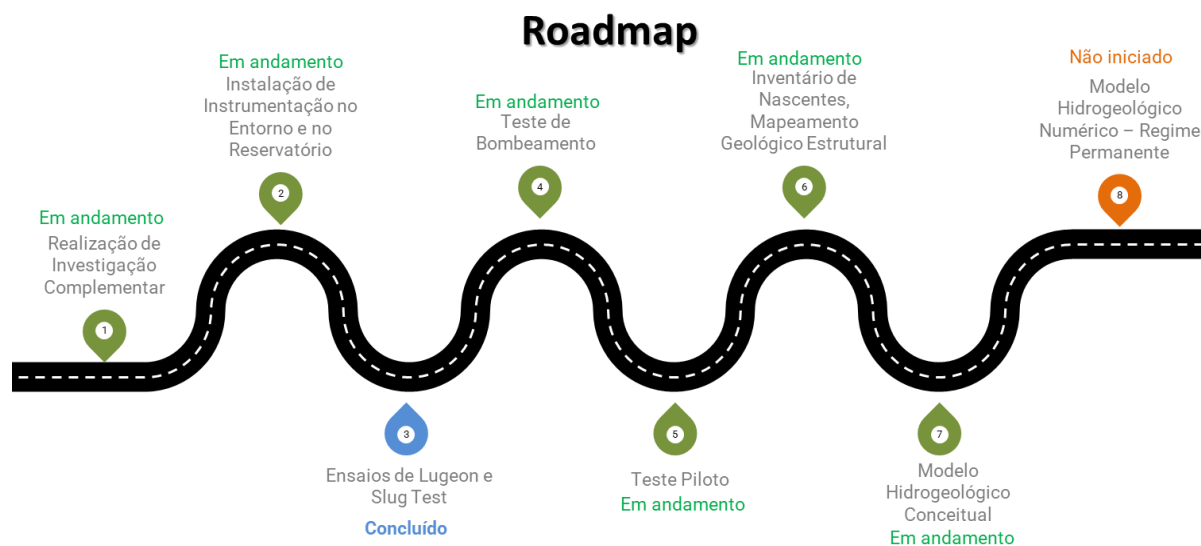 Roadmap
Em andamento
Realização de
Investigação
Complementar
1
Em andamento
Instalação de
Instrumentação no
Entorno e no
Reservatório
2
3
Ensaios de Lugeon e
Slug Test
Concluído
Em andamento
Teste de
Bombeamento
4
5
Teste Piloto
Em andamento
Em andamento
Inventário de
Nascentes,
Mapeamento
Geológico Estrutural
6
7
Modelo
Hidrogeológico
Conceitual
Em andamento
Não iniciado
Modelo
Hidrogeológico
Numérico – Regime
Permanente
8